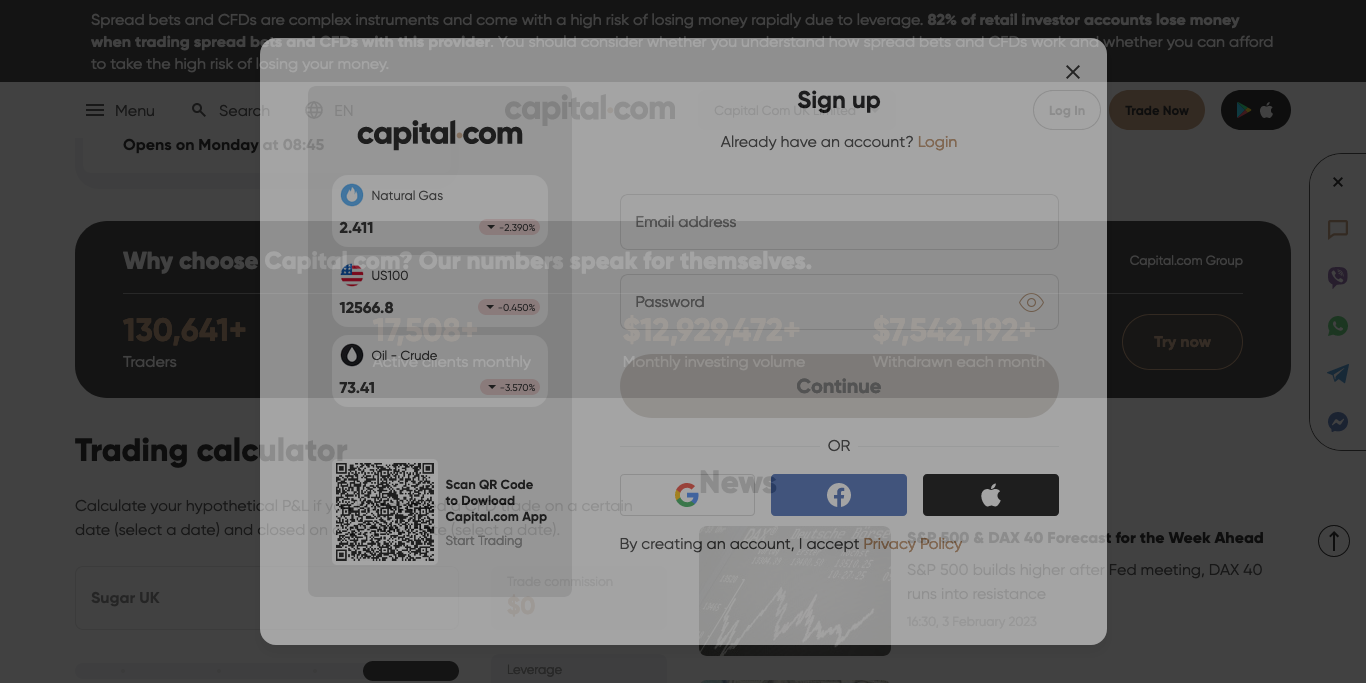 Spread bets and CFDs are complex instruments and come with a high risk of losing money rapidly due to leverage. 82% of retail investor accounts lose money
when trading spread bets and CFDs with this provider. You should consider whether you understand how spread bets and CFDs work and whether you can afford
to take the high risk of losing your money.
Menu
Search
EN
capital.com
Capital Com UK Limited
Log In
Trade Now
Opens on Monday at 08:45
Why choose Capital.com? Our numbers speak for themselves.
Capital.com Group
130,641+
Traders
17,508+
Active clients monthly
$12,929,472+
Monthly investing volume
$7,542,192+
Withdrawn each month
Try now
Trading calculator
Calculate your hypothetical P&L if y
trade on a certain
date (select a date) and closed on
(select a date).
Sugar UK
Trade commission
$0
Leverage
News
S&P 500 & DAX 40 Forecast for the Week Ahead
S&P 500 builds higher after Fed meeting, DAX 40
runs into resistance
16:30, 3 February 2023
capital.com
Natural Gas
2.411
-2.390%
US100
12566.8
-0.450%
Oil - Crude
73.41
-3.570%
Scan QR Code
to Dowload
Capital.com App
Start Trading
Sign up
Already have an account? Login
Email address
Password
Continue
OR
By creating an account, I accept Privacy Policy